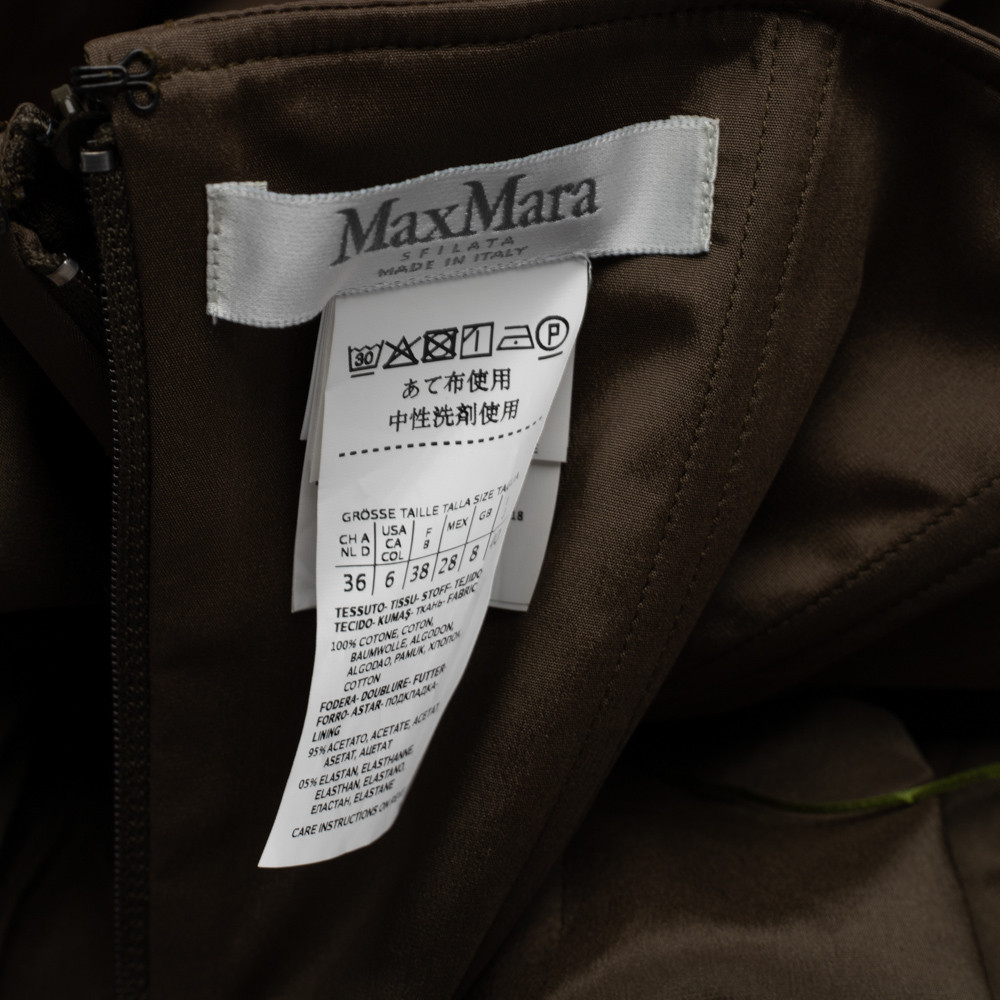 MaxMara
SFILATA
MADE IN ITALY
30 P
あて布使用
中性洗剤使用
GRÖSSE TAILLE TALLA SIZE
CH A NL D USA CA COL F B MEX GB
36 6 38 28 8
18
TESSUTO- TISSU- STOFF- TEJIDO
TECIDO- KUMAŞ- ТКАНЬ- FABRIC
100% COTONE, COTON,
BAUMWOLLE, ALGODON,
ALGODAO, PAMUK, ХЛОПОК
COTTON
FODERA- DOUBLURE- FUTTER-
FORRO- ASTAR- ПОДКЛАДКА-
LINING
95% ACETATO, ACETATE, ACETAT,
ASETAT, АЦЕТАТ
05% ELASTAN, ELASTHANNE,
ELASTHAN, ELASTANO,
ЕЛАСТАН, ELASTANE
CARE INSTRUCTIONS ON